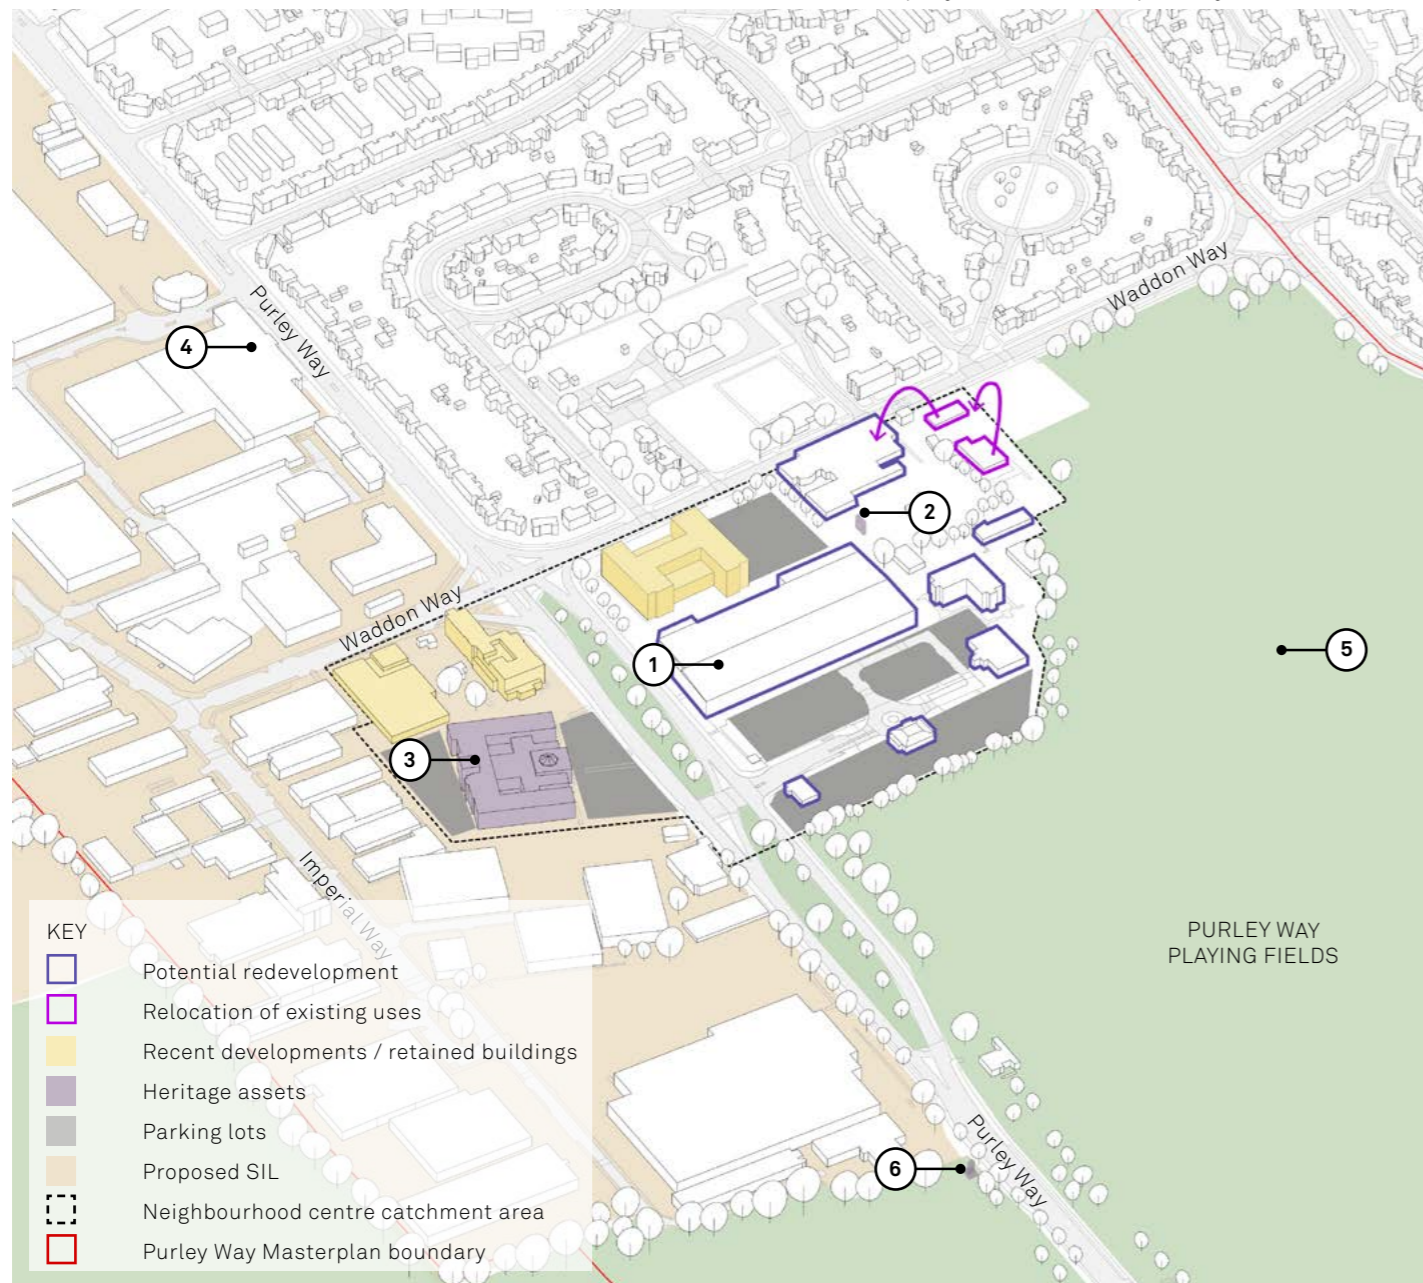 Waddon Way
Purley Way
4
2
Waddon Way
1
5
3
Imperial Way
PURLEY WAY
PLAYING FIELDS
Purley Way
6
KEY
Potential redevelopment
Relocation of existing uses
Recent developments / retained buildings
Heritage assets
Parking lots
Proposed SIL
Neighbourhood centre catchment area
Purley Way Masterplan boundary